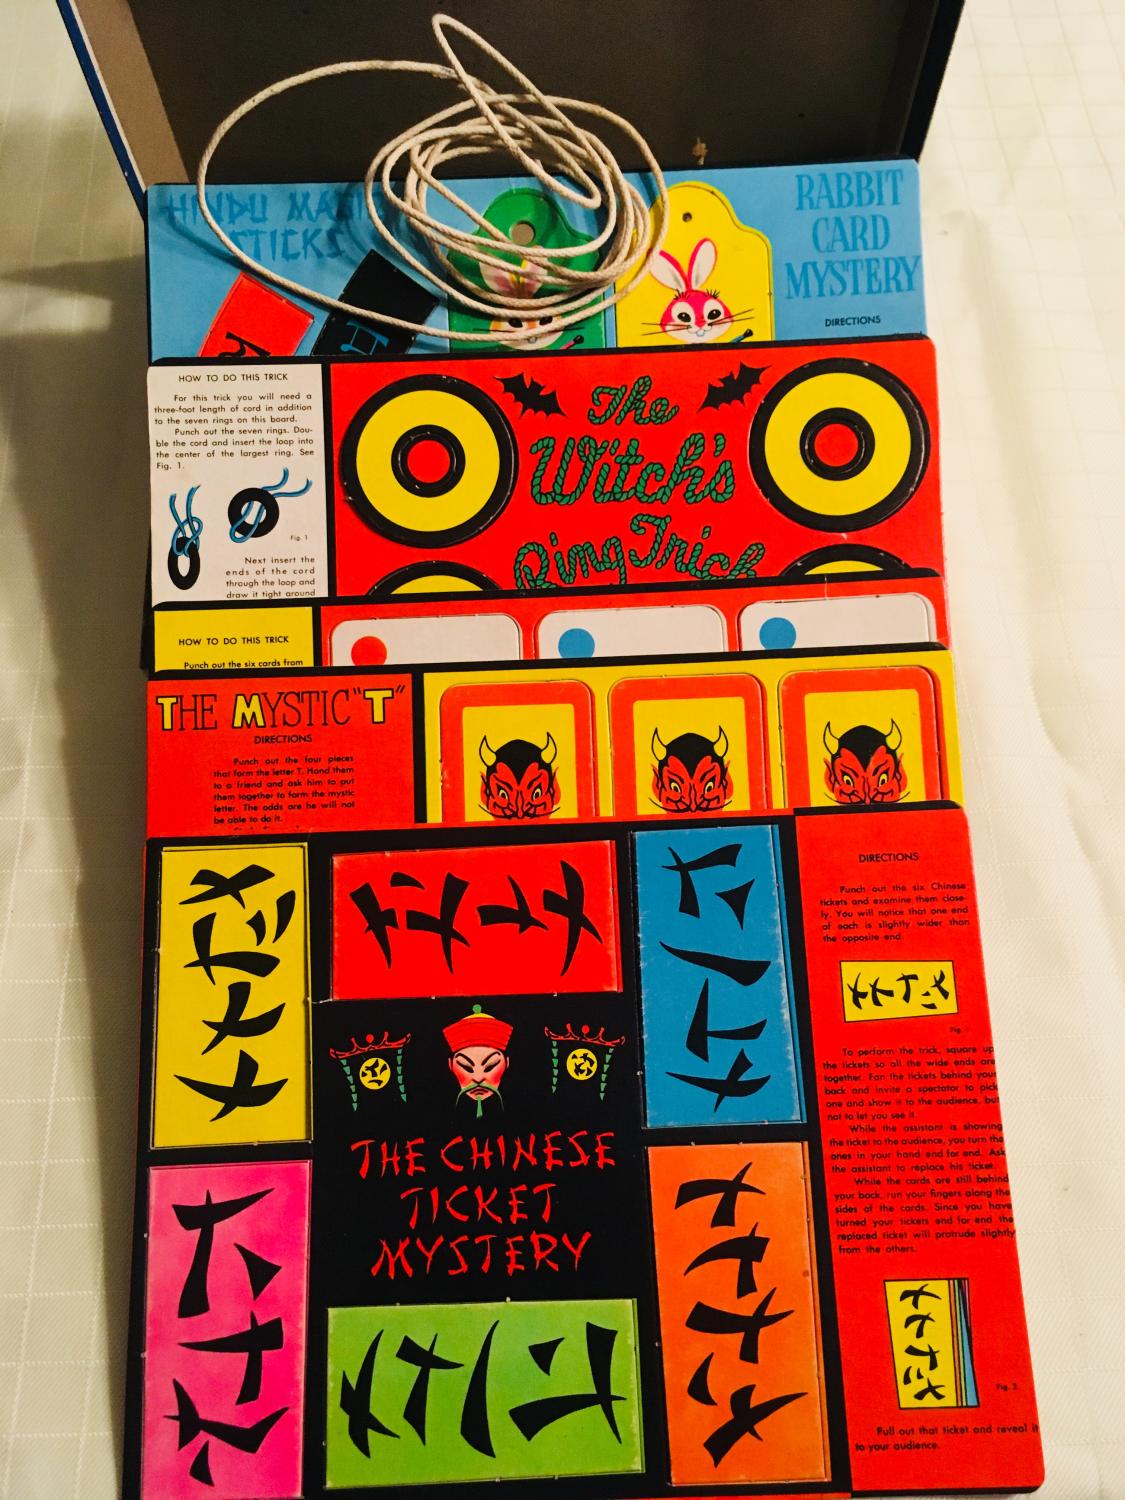 HINDU MAGIC
STICKS
RABBIT
CARD
MYSTERY
DIRECTIONS
HOW TO DO THIS TRICK
For this trick you will need a
three-foot length of cord in addition
to the seven rings on this board.
Punch out the seven rings. Dou-
ble the cord and insert the loop into
the center of the largest ring. See
Fig. 1.
Fig. 1
Next insert the
ends of the cord
through the loop and
draw it tight around
The
Witch's
Ring Trick
HOW TO DO THIS TRICK
Punch out the six cards from
THE MYSTIC "T"
DIRECTIONS
Punch out the four pieces
that form the letter T. Hand them
to a friend and ask him to put
them together to form the mystic
letter. The odds are he will not
be able to do it.
THE CHINESE
TICKET
MYSTERY
DIRECTIONS
Punch out the six Chinese
tickets and examine them close-
ly. You will notice that one end
of each is slightly wider than
the opposite end.
Fig. 1
To perform the trick, square up
the tickets so all the wide ends are
together. Fan the tickets behind your
back and invite a spectator to pick
one and show it to the audience, but
not to let you see it.
While the assistant is showing
the ticket to the audience, you turn the
ones in your hand end for end. Ask
the assistant to replace his ticket.
While the cards are still behind
your back, run your fingers along the
sides of the cards. Since you have
turned your tickets end for end the
replaced ticket will protrude slightly
from the others.
Fig. 2.
Pull out that ticket and reveal it
to your audience.